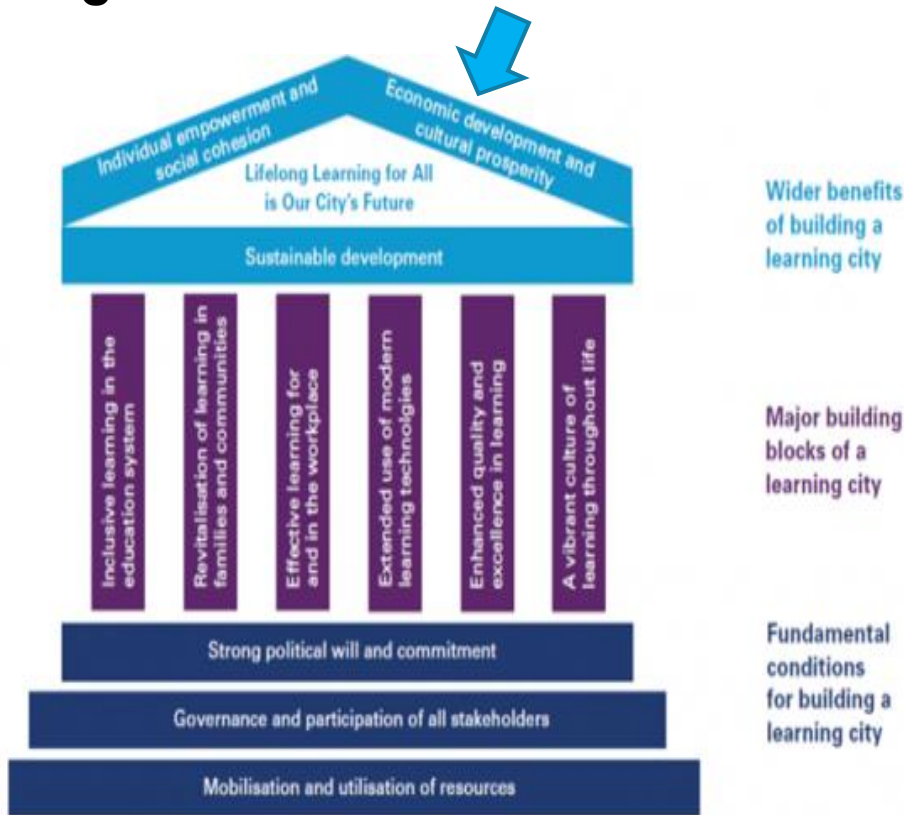 g
Individual empowerment and
social cohesion
Economic development and
cultural prosperity
Lifelong Learning for All
is Our City's Future
Sustainable development
Wider benefits
of building a
learning city
Inclusive learning in the
education system
Revitalisation of learning in
families and communities
Effective learning for
and in the workplace
Extended use of modern
learning technolgies
Enhanced quality and
excellence in learning
A vibrant culture of
learning throughout life
Major building
blocks of a
learning city
Strong political will and commitment
Governance and participation of all stakeholders
Mobilisation and utilisation of resources
Fundamental
conditions
for building a
learning city